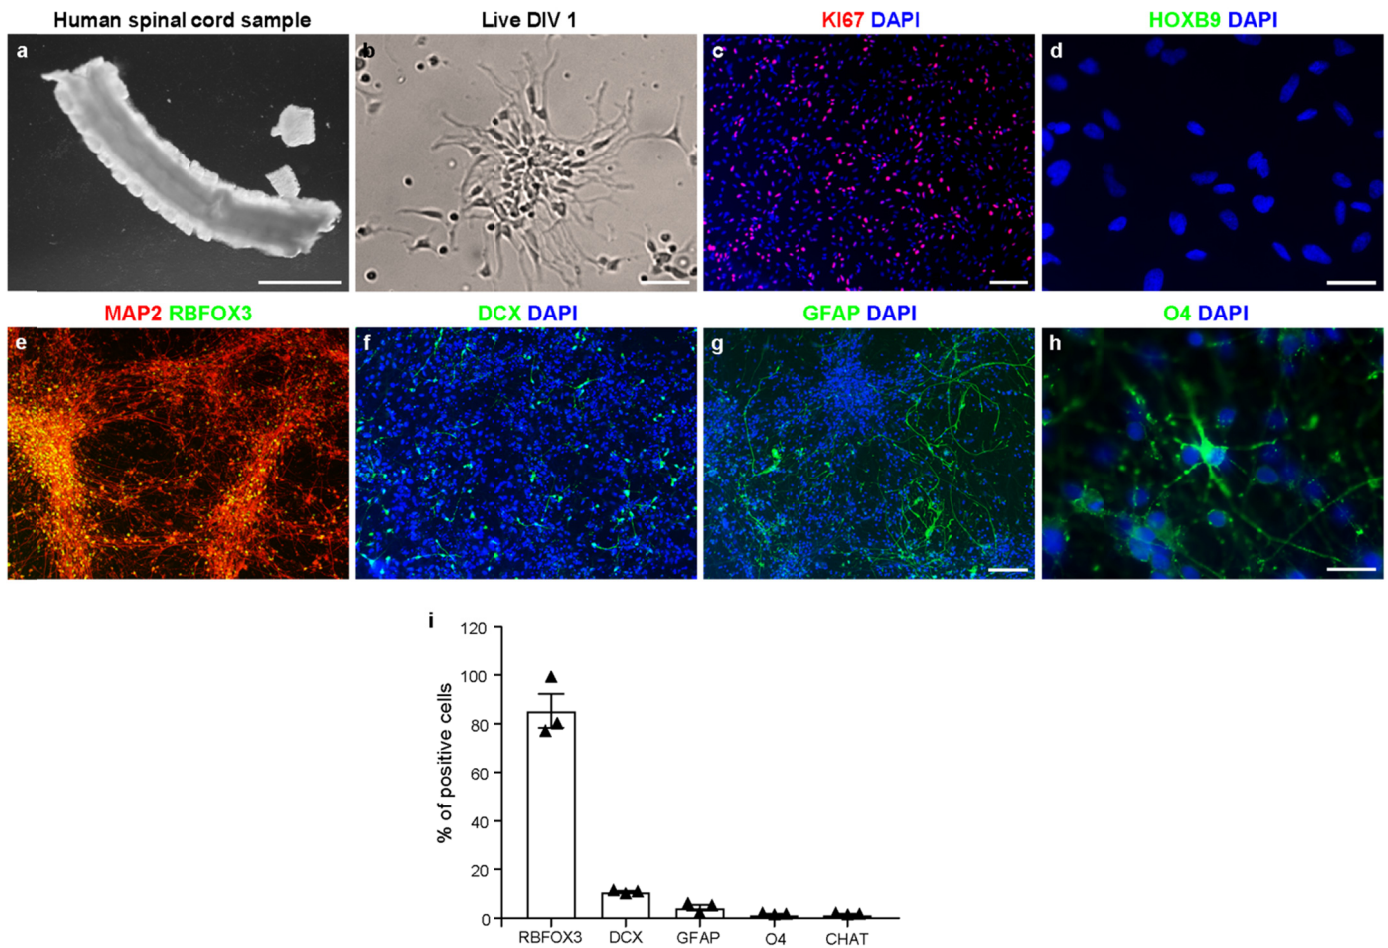 Human spinal cord sample
Live DIV 1
KI67 DAPI
HOXB9 DAPI
a
b
c
d
MAP2 RBFOX3
DCX DAPI
GFAP DAPI
O4 DAPI
e
f
g
h
i
% of positive cells
120
100
80
60
40
20
0
RBFOX3
DCX
GFAP
O4
CHAT